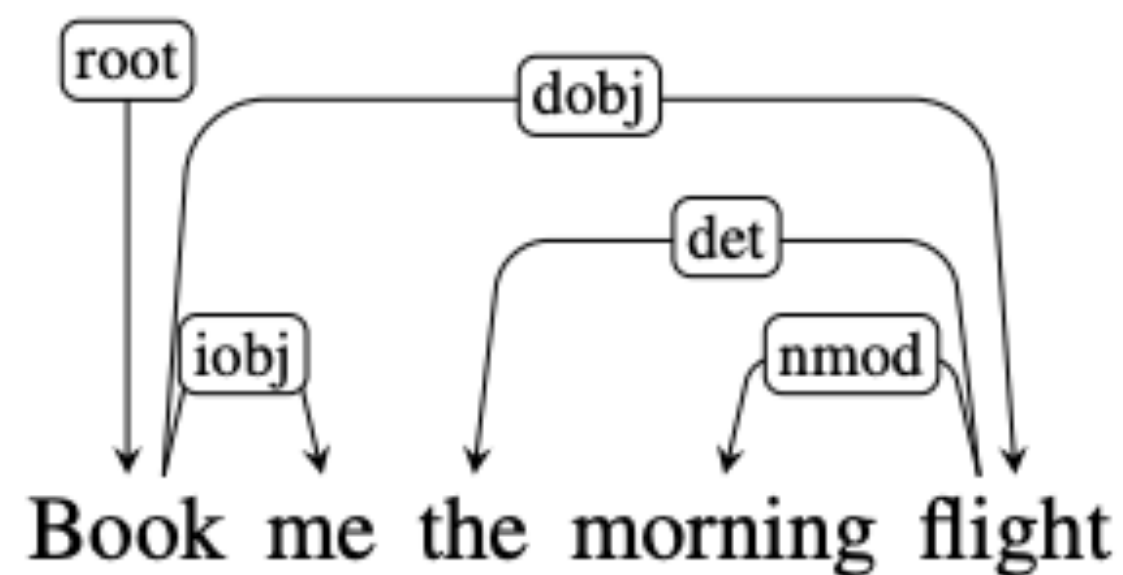 root
dobj
det
iobj
nmod
Book me the morning flight